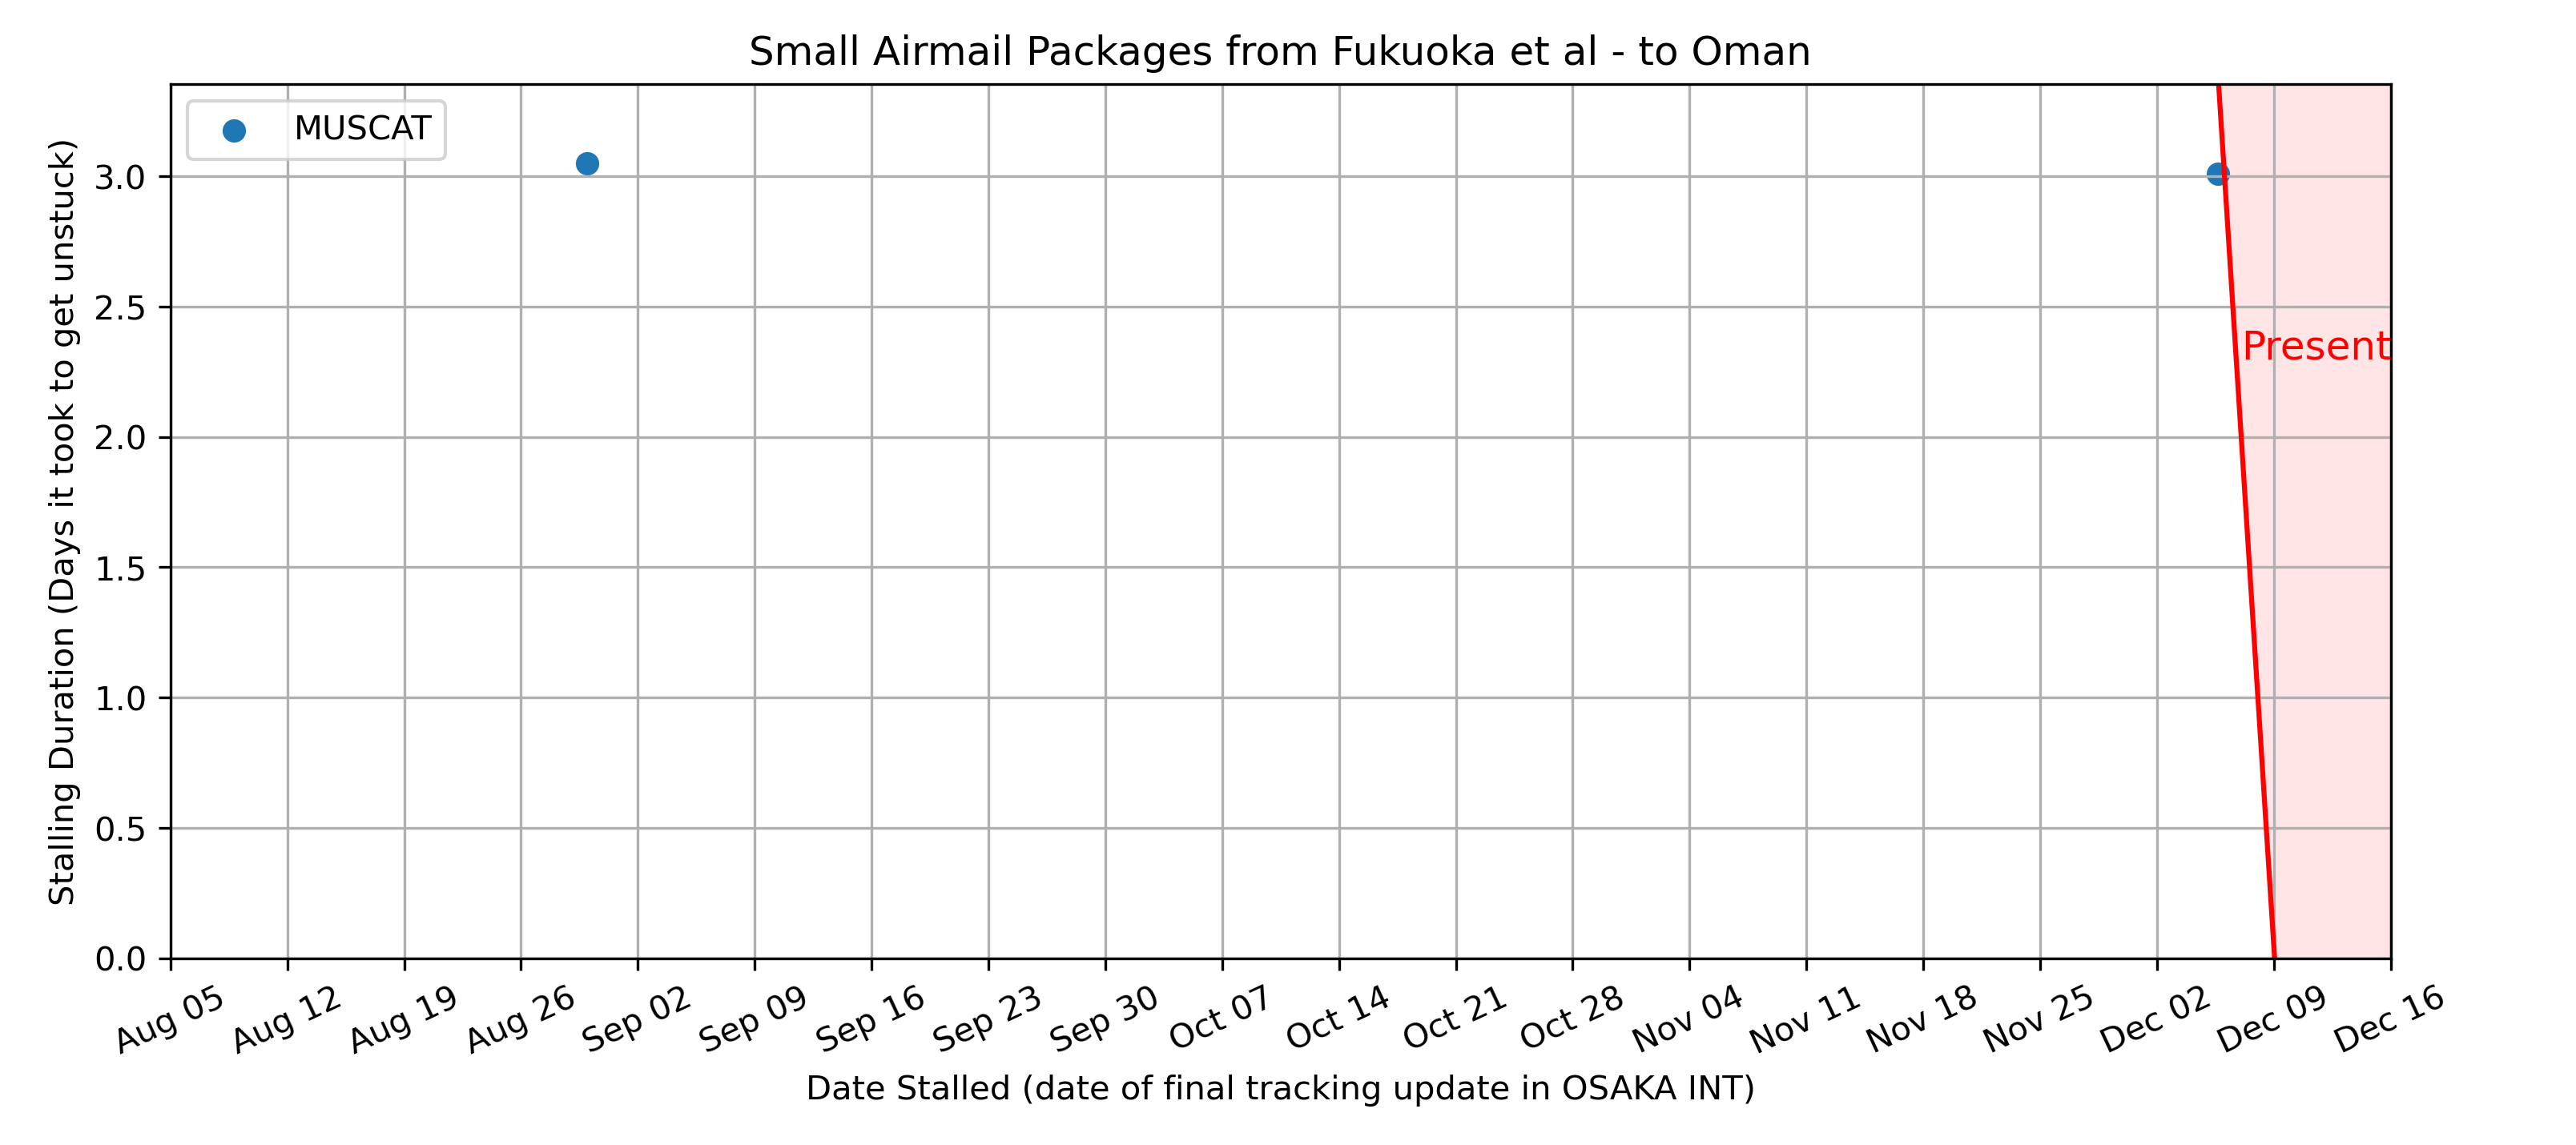 Small Airmail Packages from Fukuoka et al - to Oman
MUSCAT
Stalling Duration (Days it took to get unstuck)
3.0
2.5
2.0
1.5
1.0
0.5
0.0
Present
Aug 05
Aug 12
Aug 19
Aug 26
Sep 02
Sep 09
Sep 16
Sep 23
Sep 30
Oct 07
Oct 14
Oct 21
Oct 28
Nov 04
Nov 11
Nov 18
Nov 25
Dec 02
Dec 09
Dec 16
Date Stalled (date of final tracking update in OSAKA INT)